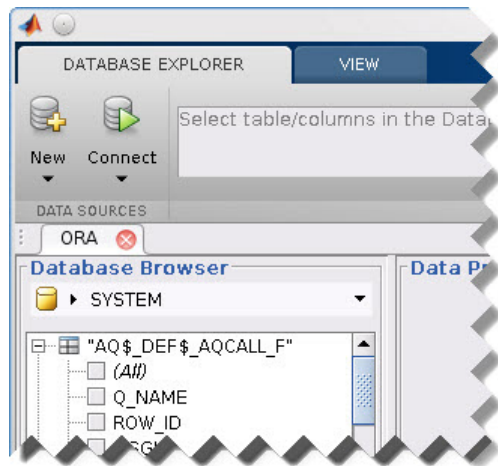 DATABASE EXPLORER VIEW
Select table/columns in the Data
New Connect
DATA SOURCES
ORA
Database Browser Data Pr
SYSTEM
"AQ$_DEF$_AQCALL_F"
(All)
Q_NAME
ROW_ID